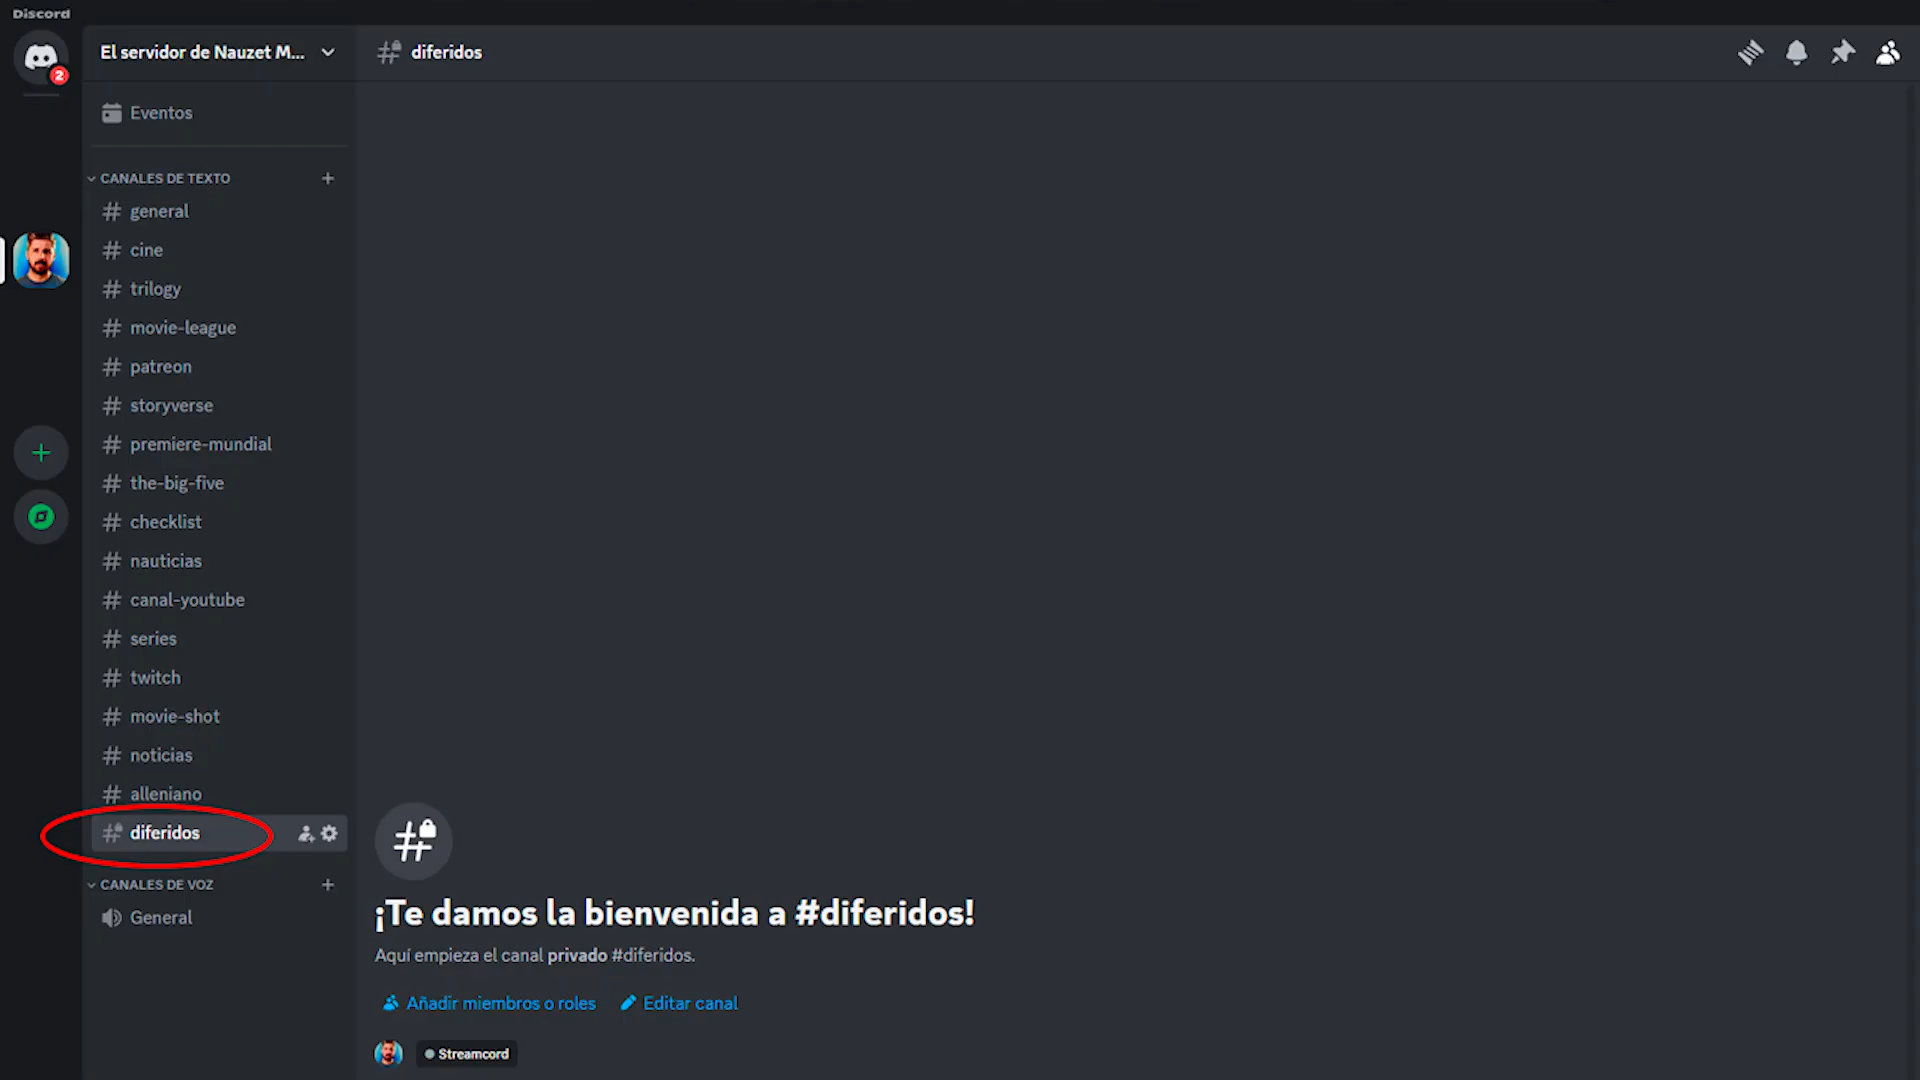 Discord
2
El servidor de Nauzet M...
diferidos
Eventos
CANALES DE TEXTO
general
cine
trilogy
movie-league
patreon
storyverse
premiere-mundial
the-big-five
checklist
nauticias
canal-youtube
series
twitch
movie-shot
noticias
alleniano
diferidos
CANALES DE VOZ
General
¡Te damos la bienvenida a #diferidos!
Aquí empieza el canal privado #diferidos.
Añadir miembros o roles
Editar canal
Streamcord